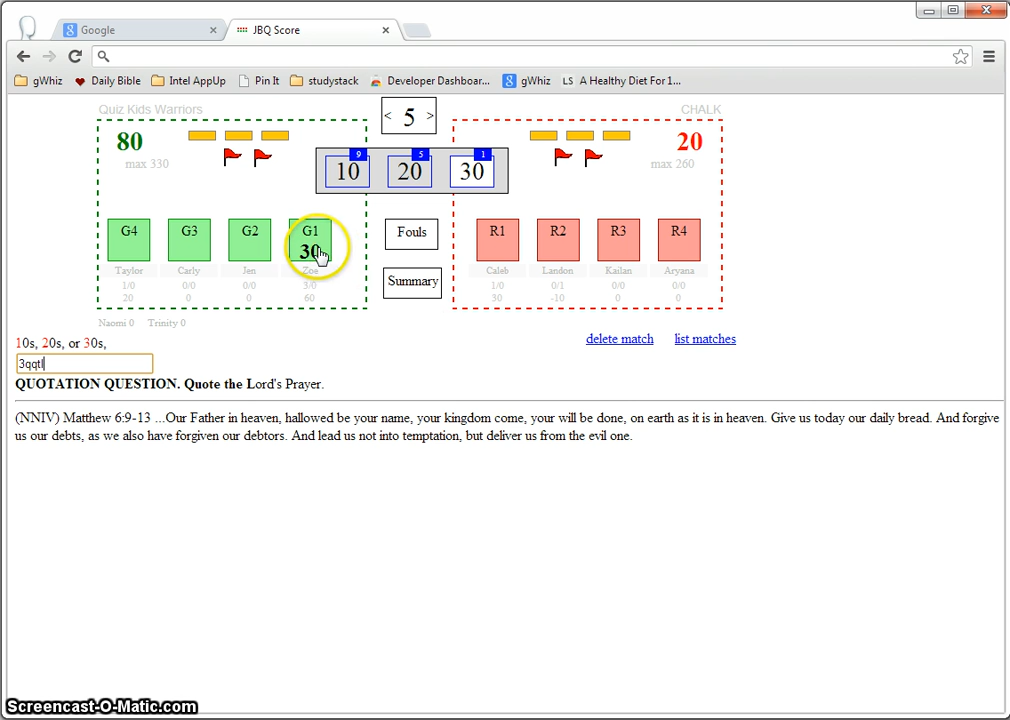 Google
JBQ Score
gWhiz
Daily Bible
Intel AppUp
Pin It
studystack
Developer Dashboar...
gWhiz
LS A Healthy Diet For 1...
Quiz Kids Warriors
CHALK
< 5 >
80
20
max 330
max 260
9 5 1
10 20 30
G4 G3 G2 G1
30
Fouls
R1 R2 R3 R4
Taylor Carly Jen Zoe
Summary
Caleb Landon Kailan Aryana
1/0 0/0 0/0 3/0
1/0 0/1 0/0 0/0
20 0 0 60
30 -10 0 0
Naomi 0 Trinity 0
10s, 20s, or 30s,
delete match
list matches
3qqtl
QUOTATION QUESTION. Quote the Lord's Prayer.
(NNIV) Matthew 6:9-13 ...Our Father in heaven, hallowed be your name, your kingdom come, your will be done, on earth as it is in heaven. Give us today our daily bread. And forgive
us our debts, as we also have forgiven our debtors. And lead us not into temptation, but deliver us from the evil one.
Screencast-O-Matic.com